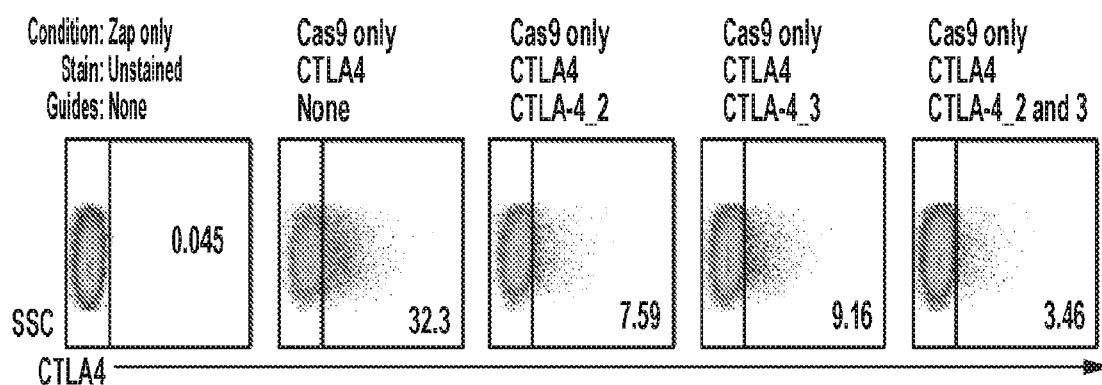 Condition: Zap only
Stain: Unstained
Guides: None
Cas9 only
CTLA4
None
Cas9 only
CTLA4
CTLA-4_2
Cas9 only
CTLA4
CTLA-4_3
Cas9 only
CTLA4
CTLA-4_2 and 3
0.045
32.3
7.59
9.16
3.46
SSC
CTLA4